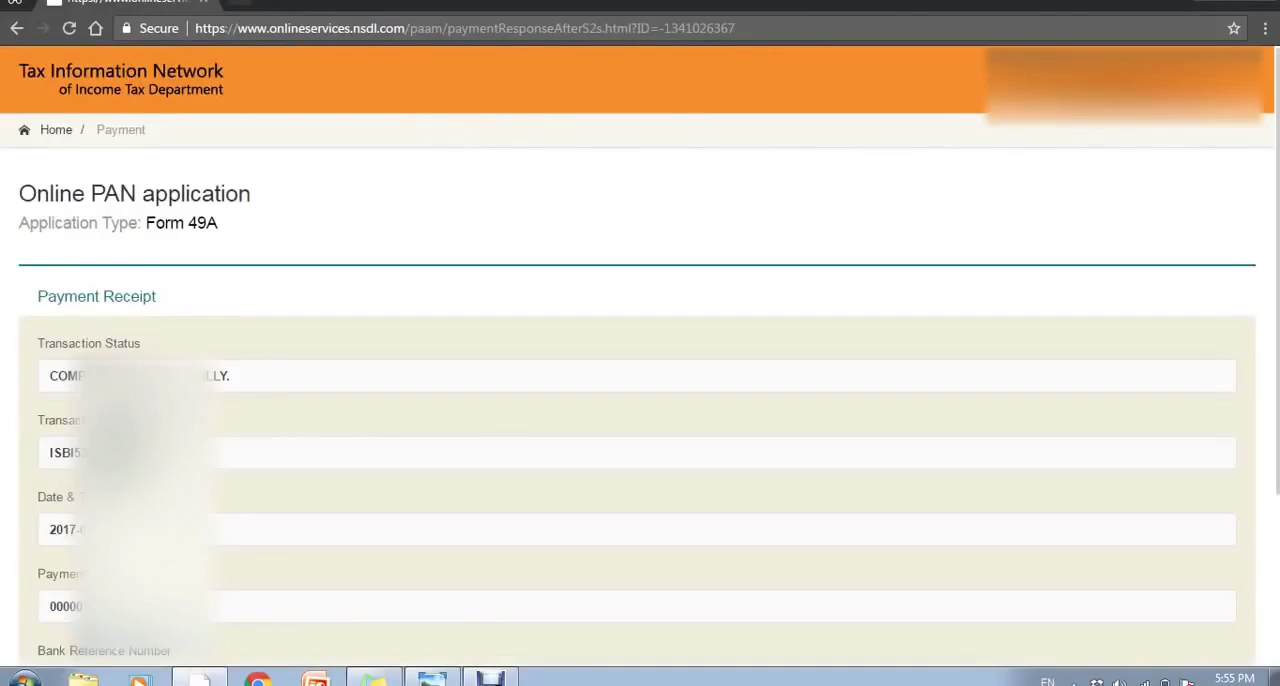 Secure
https://www.onlineservices.nsdl.com/paam/paymentResponseAfterS2s.html?ID=-1341026367
Tax Information Network
of Income Tax Department
Home / Payment
Online PAN application
Application Type: Form 49A
Payment Receipt
Transaction Status
Date &
2017-
Bank Reference Number
EN
5:55 PM